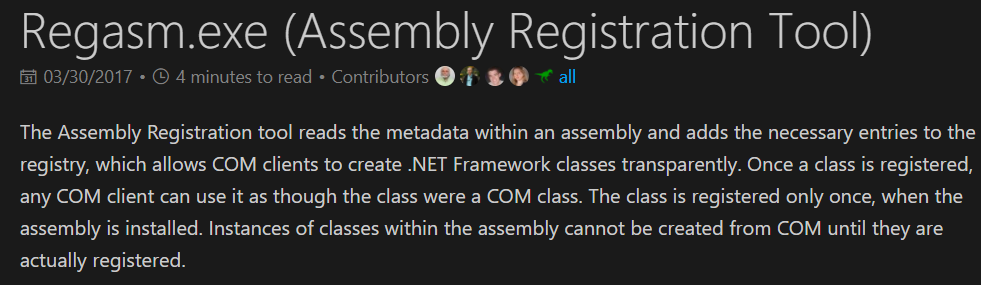 Regasm.exe (Assembly Registration Tool)
03/30/2017 • 4 minutes to read • Contributors all
The Assembly Registration tool reads the metadata within an assembly and adds the necessary entries to the
registry, which allows COM clients to create .NET Framework classes transparently. Once a class is registered,
any COM client can use it as though the class were a COM class. The class is registered only once, when the
assembly is installed. Instances of classes within the assembly cannot be created from COM until they are
actually registered.